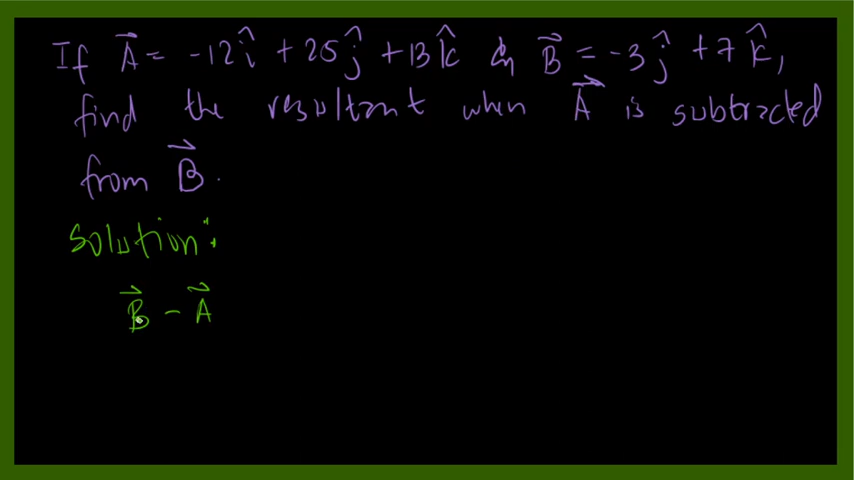 If A⃗ = -12î + 25ĵ + 13k̂ & B⃗ = -3ĵ + 7k̂,
find the resultant when A⃗ is subtracted
from B⃗.
Solution:
B⃗ - A⃗